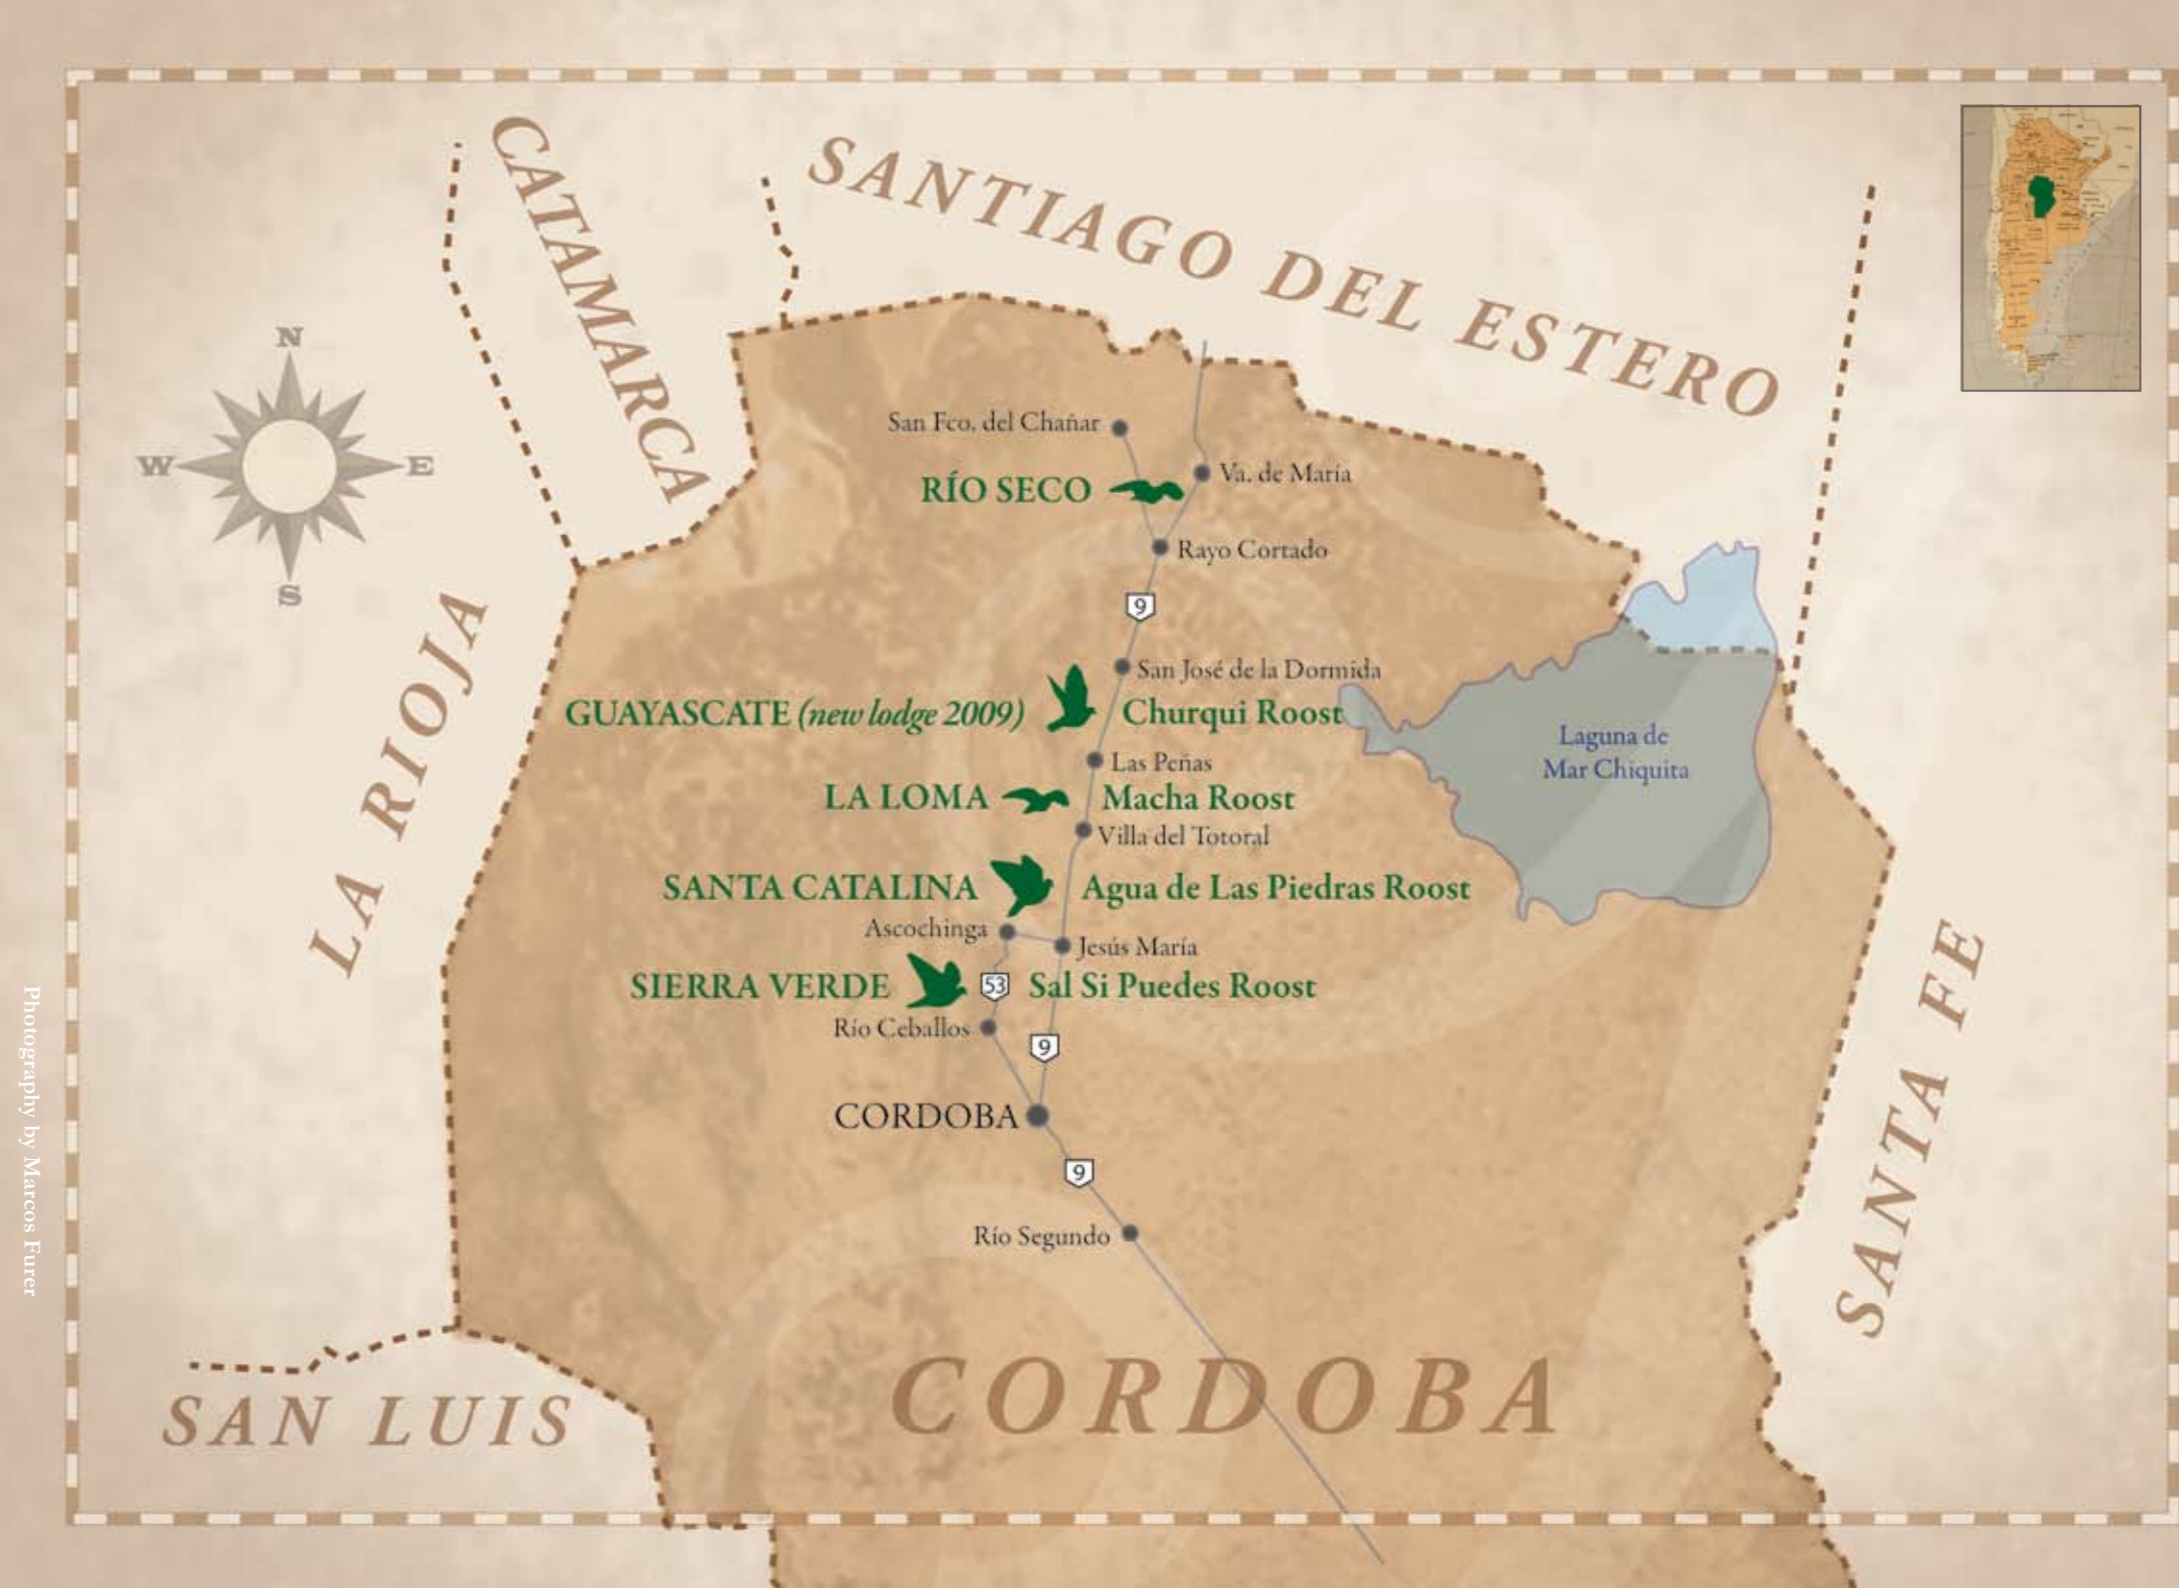 CATAMARCA
SANTIAGO DEL ESTERO
N
W
E
S
San Fco. del Chañar
Va. de María
RÍO SECO
Rayo Cortado
9
LA RIOJA
San José de la Dormida
GUAYASCATE (new lodge 2009)
Churqui Roost
Las Peñas
Laguna de
Mar Chiquita
LA LOMA
Macha Roost
Villa del Totoral
SANTA CATALINA
Agua de Las Piedras Roost
Ascochinga
Jesús María
SIERRA VERDE
53
Sal Si Puedes Roost
Río Ceballos
9
CORDOBA
9
Río Segundo
SANTA FE
SAN LUIS
CORDOBA
Photography by Marcos Furer